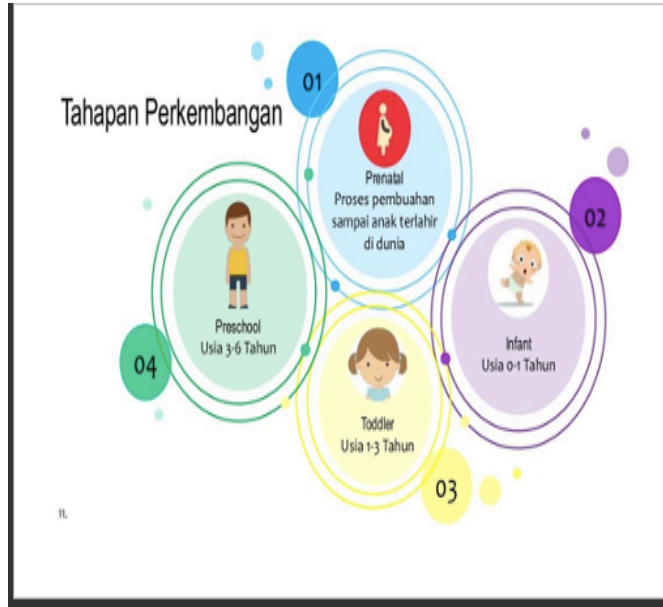 Tahapan Perkembangan
01
Prenatal
Proses pembuahan
sampai anak terlahir
di dunia
02
Infant
Usia 0-1 Tahun
03
Toddler
Usia 1-3 Tahun
04
Preschool
Usia 3-6 Tahun
11.